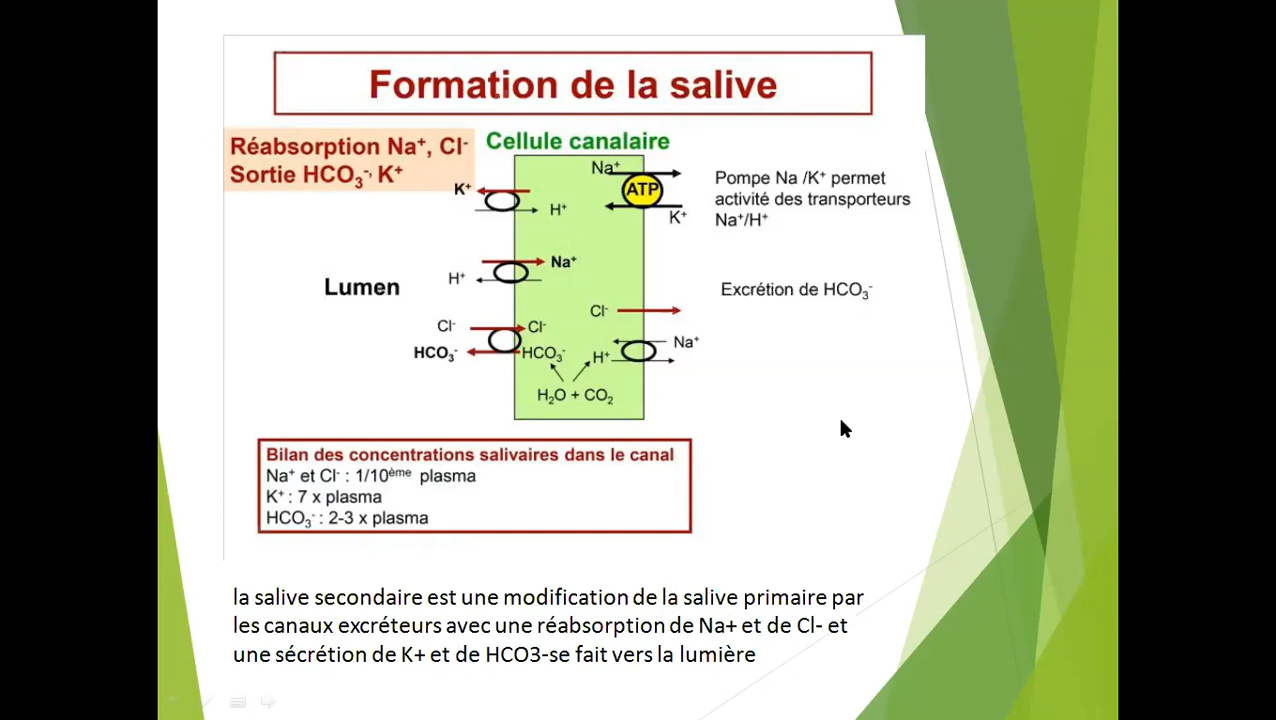 Formation de la salive
Réabsorption Na⁺, Cl⁻
Sortie HCO₃⁻, K⁺
Cellule canalaire
Na⁺
ATP
K⁺
K⁺
H⁺
Pompe Na /K⁺ permet
activité des transporteurs
Na⁺/H⁺
Na⁺
H⁺
Lumen
Excrétion de HCO₃⁻
Cl⁻
Cl⁻
Cl⁻
HCO₃⁻
HCO₃⁻
H⁺
Na⁺
H₂O + CO₂
Bilan des concentrations salivaires dans le canal
Na⁺ et Cl⁻ : 1/10ème plasma
K⁺ : 7 x plasma
HCO₃⁻ : 2-3 x plasma
la salive secondaire est une modification de la salive primaire par
les canaux excréteurs avec une réabsorption de Na+ et de Cl- et
une sécrétion de K+ et de HCO3-se fait vers la lumière